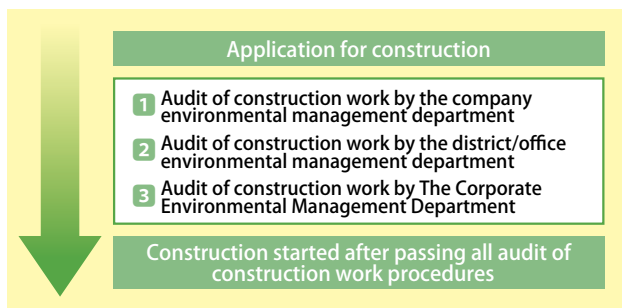 Application for construction
1 Audit of construction work by the company
environmental management department
2 Audit of construction work by the district/office
environmental management department
3 Audit of construction work by The Corporate
Environmental Management Department
Construction started after passing all audit of
construction work procedures